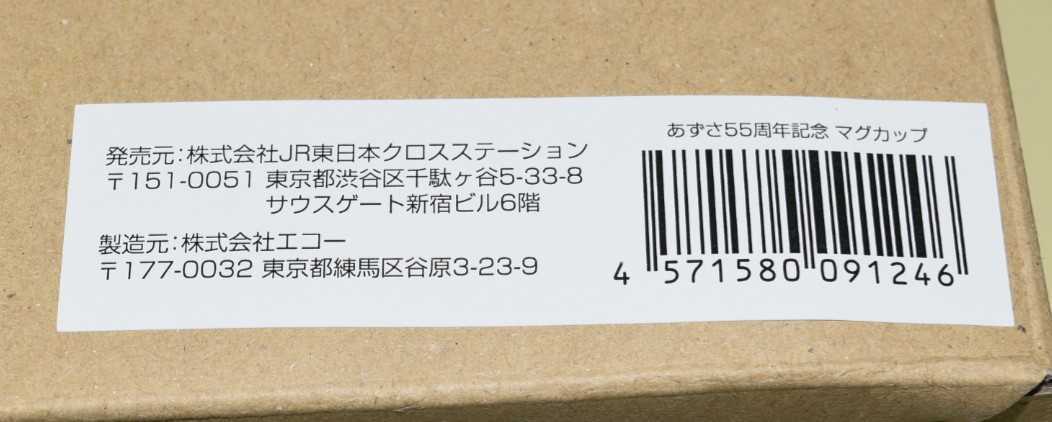 発売元:株式会社JR東日本クロスステーション
〒151-0051 東京都渋谷区千駄ヶ谷5-33-8
サウスゲート新宿ビル6階
製造元:株式会社エコー
〒177-0032 東京都練馬区谷原3-23-9
あずさ55周年記念 マグカップ
4 571580 091246